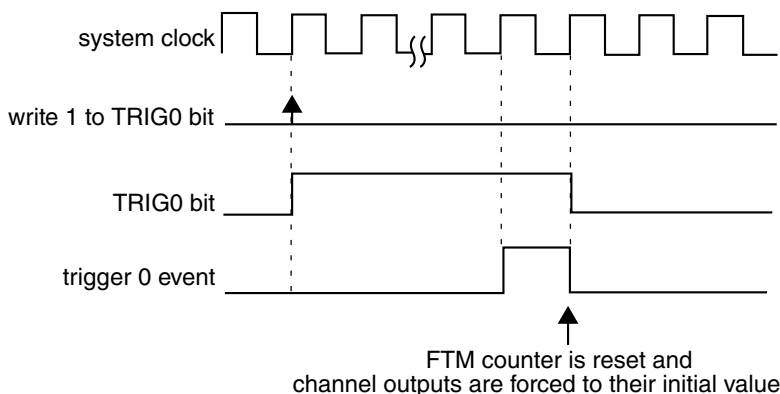 system clock
write 1 to TRIG0 bit
TRIG0 bit
trigger 0 event
FTM counter is reset and
channel outputs are forced to their initial value